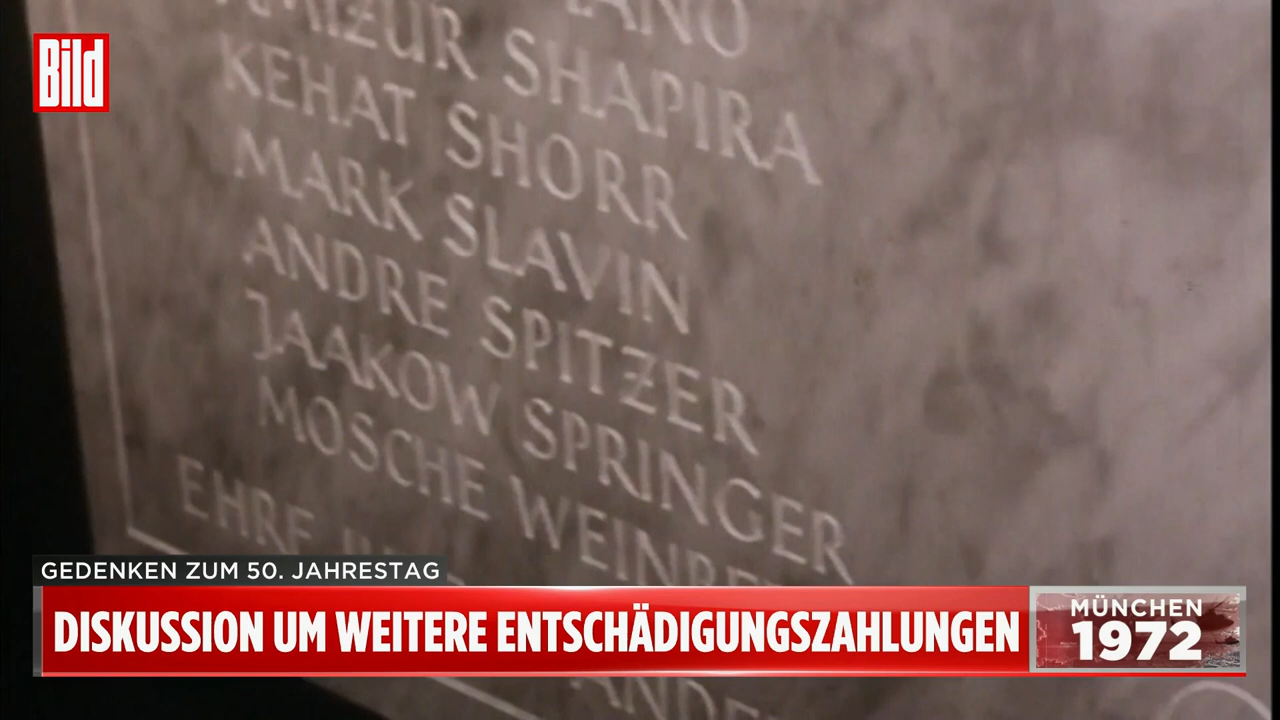 Bild
SHAPIRA
KEHAT SHORR
MARK SLAVIN
ANDRE SPITZER
JAAKOW SPRINGER
MOSCHE
EHRE
GEDENKEN ZUM 50. JAHRESTAG
DISKUSSION UM WEITERE ENTSCHÄDIGUNGSZAHLUNGEN
MÜNCHEN
1972